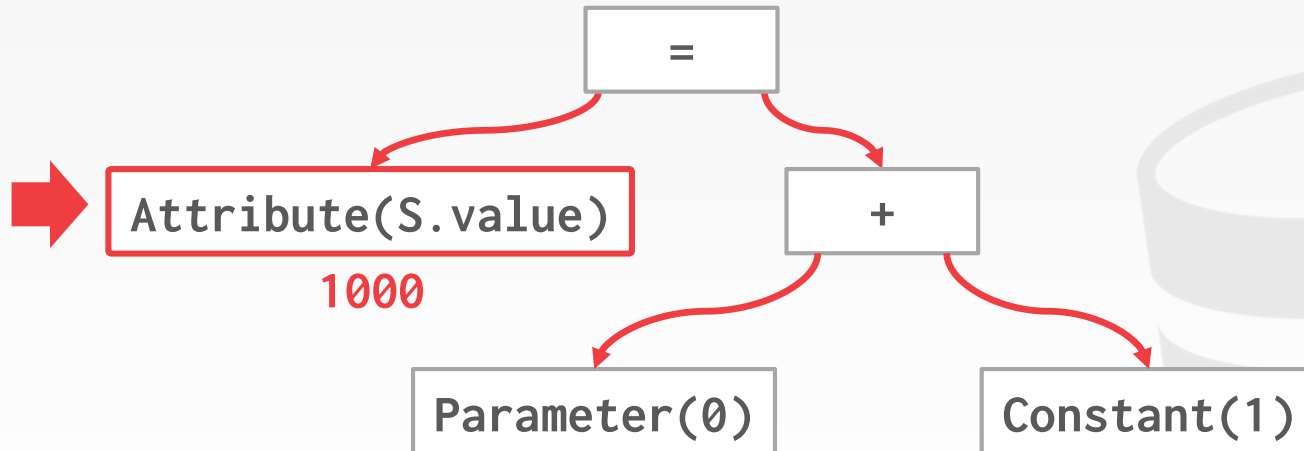 =
Attribute(S.value)
+
1000
Parameter(0)
Constant(1)